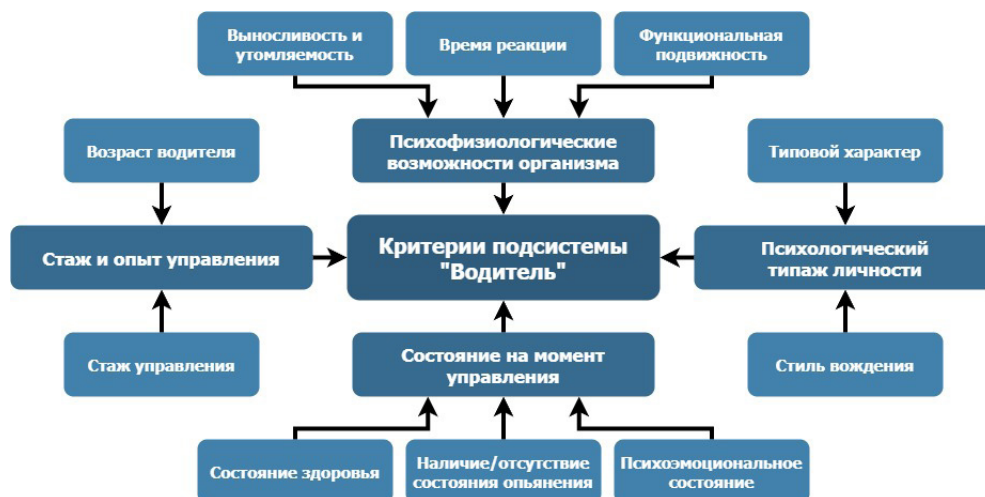 Выносливость и
утомляемость
Время реакции
Функциональная
подвижность
Психофизиологические
возможности организма
Возраст водителя
Типовой характер
Стаж и опыт управления
Критерии подсистемы
"Водитель"
Психологический
типаж личности
Стаж управления
Состояние на момент
управления
Стиль вождения
Состояние здоровья
Наличие/отсутствие
состояния опьянения
Психоэмоциональное
состояние